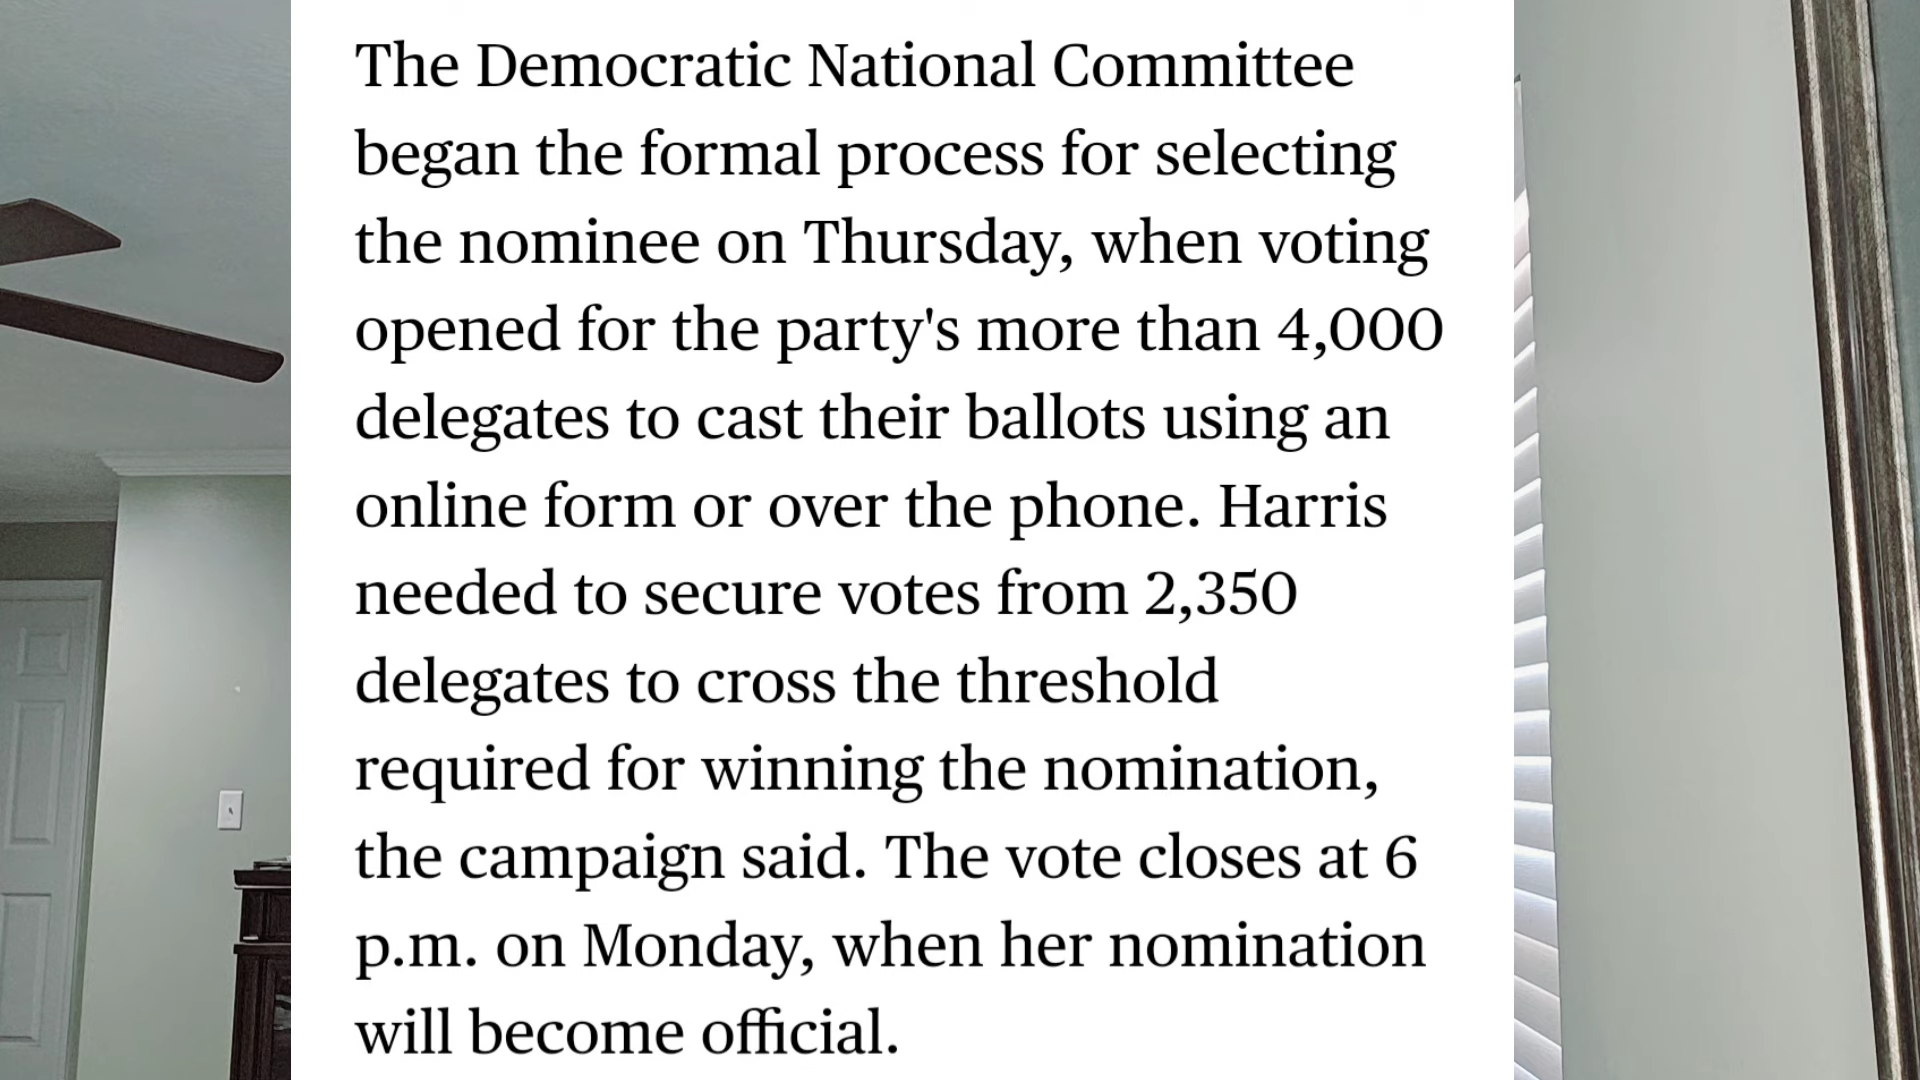 The Democratic National Committee
began the formal process for selecting
the nominee on Thursday, when voting
opened for the party's more than 4,000
delegates to cast their ballots using an
online form or over the phone. Harris
needed to secure votes from 2,350
delegates to cross the threshold
required for winning the nomination,
the campaign said. The vote closes at 6
p.m. on Monday, when her nomination
will become official.